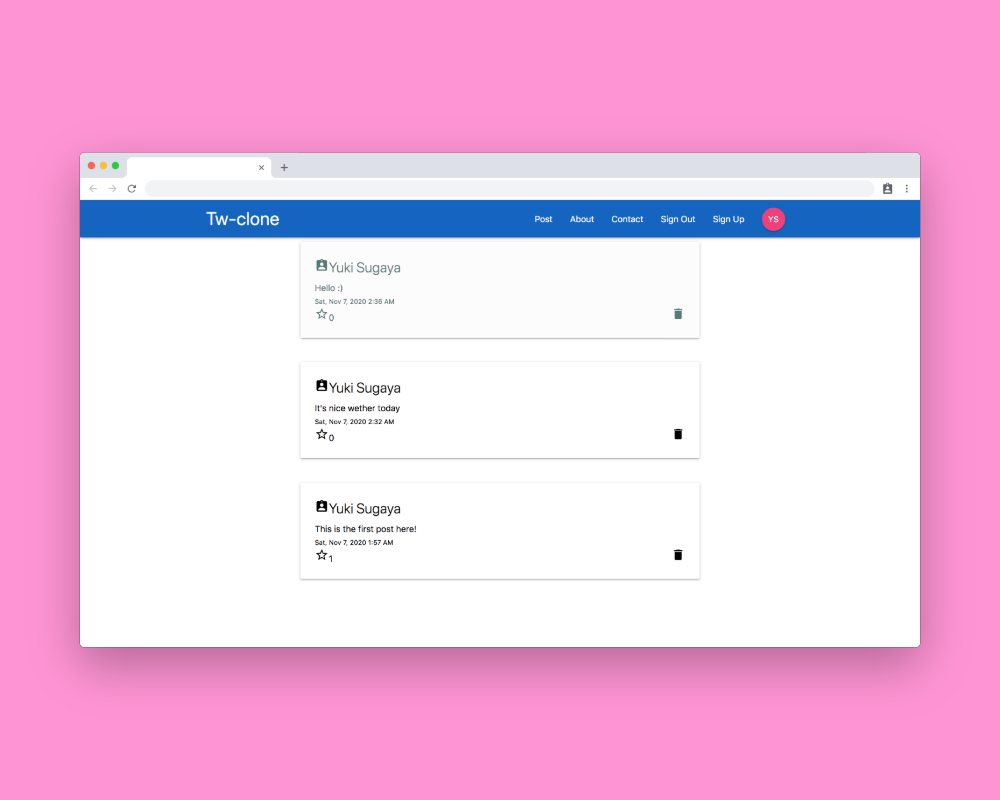 Tw-clone
Post About Contact Sign Out Sign Up YS
Yuki Sugaya
Hello :)
Sat, Nov 7, 2020 2:36 AM
0
Yuki Sugaya
It's nice wether today
Sat, Nov 7, 2020 2:32 AM
0
Yuki Sugaya
This is the first post here!
Sat, Nov 7, 2020 1:57 AM
1